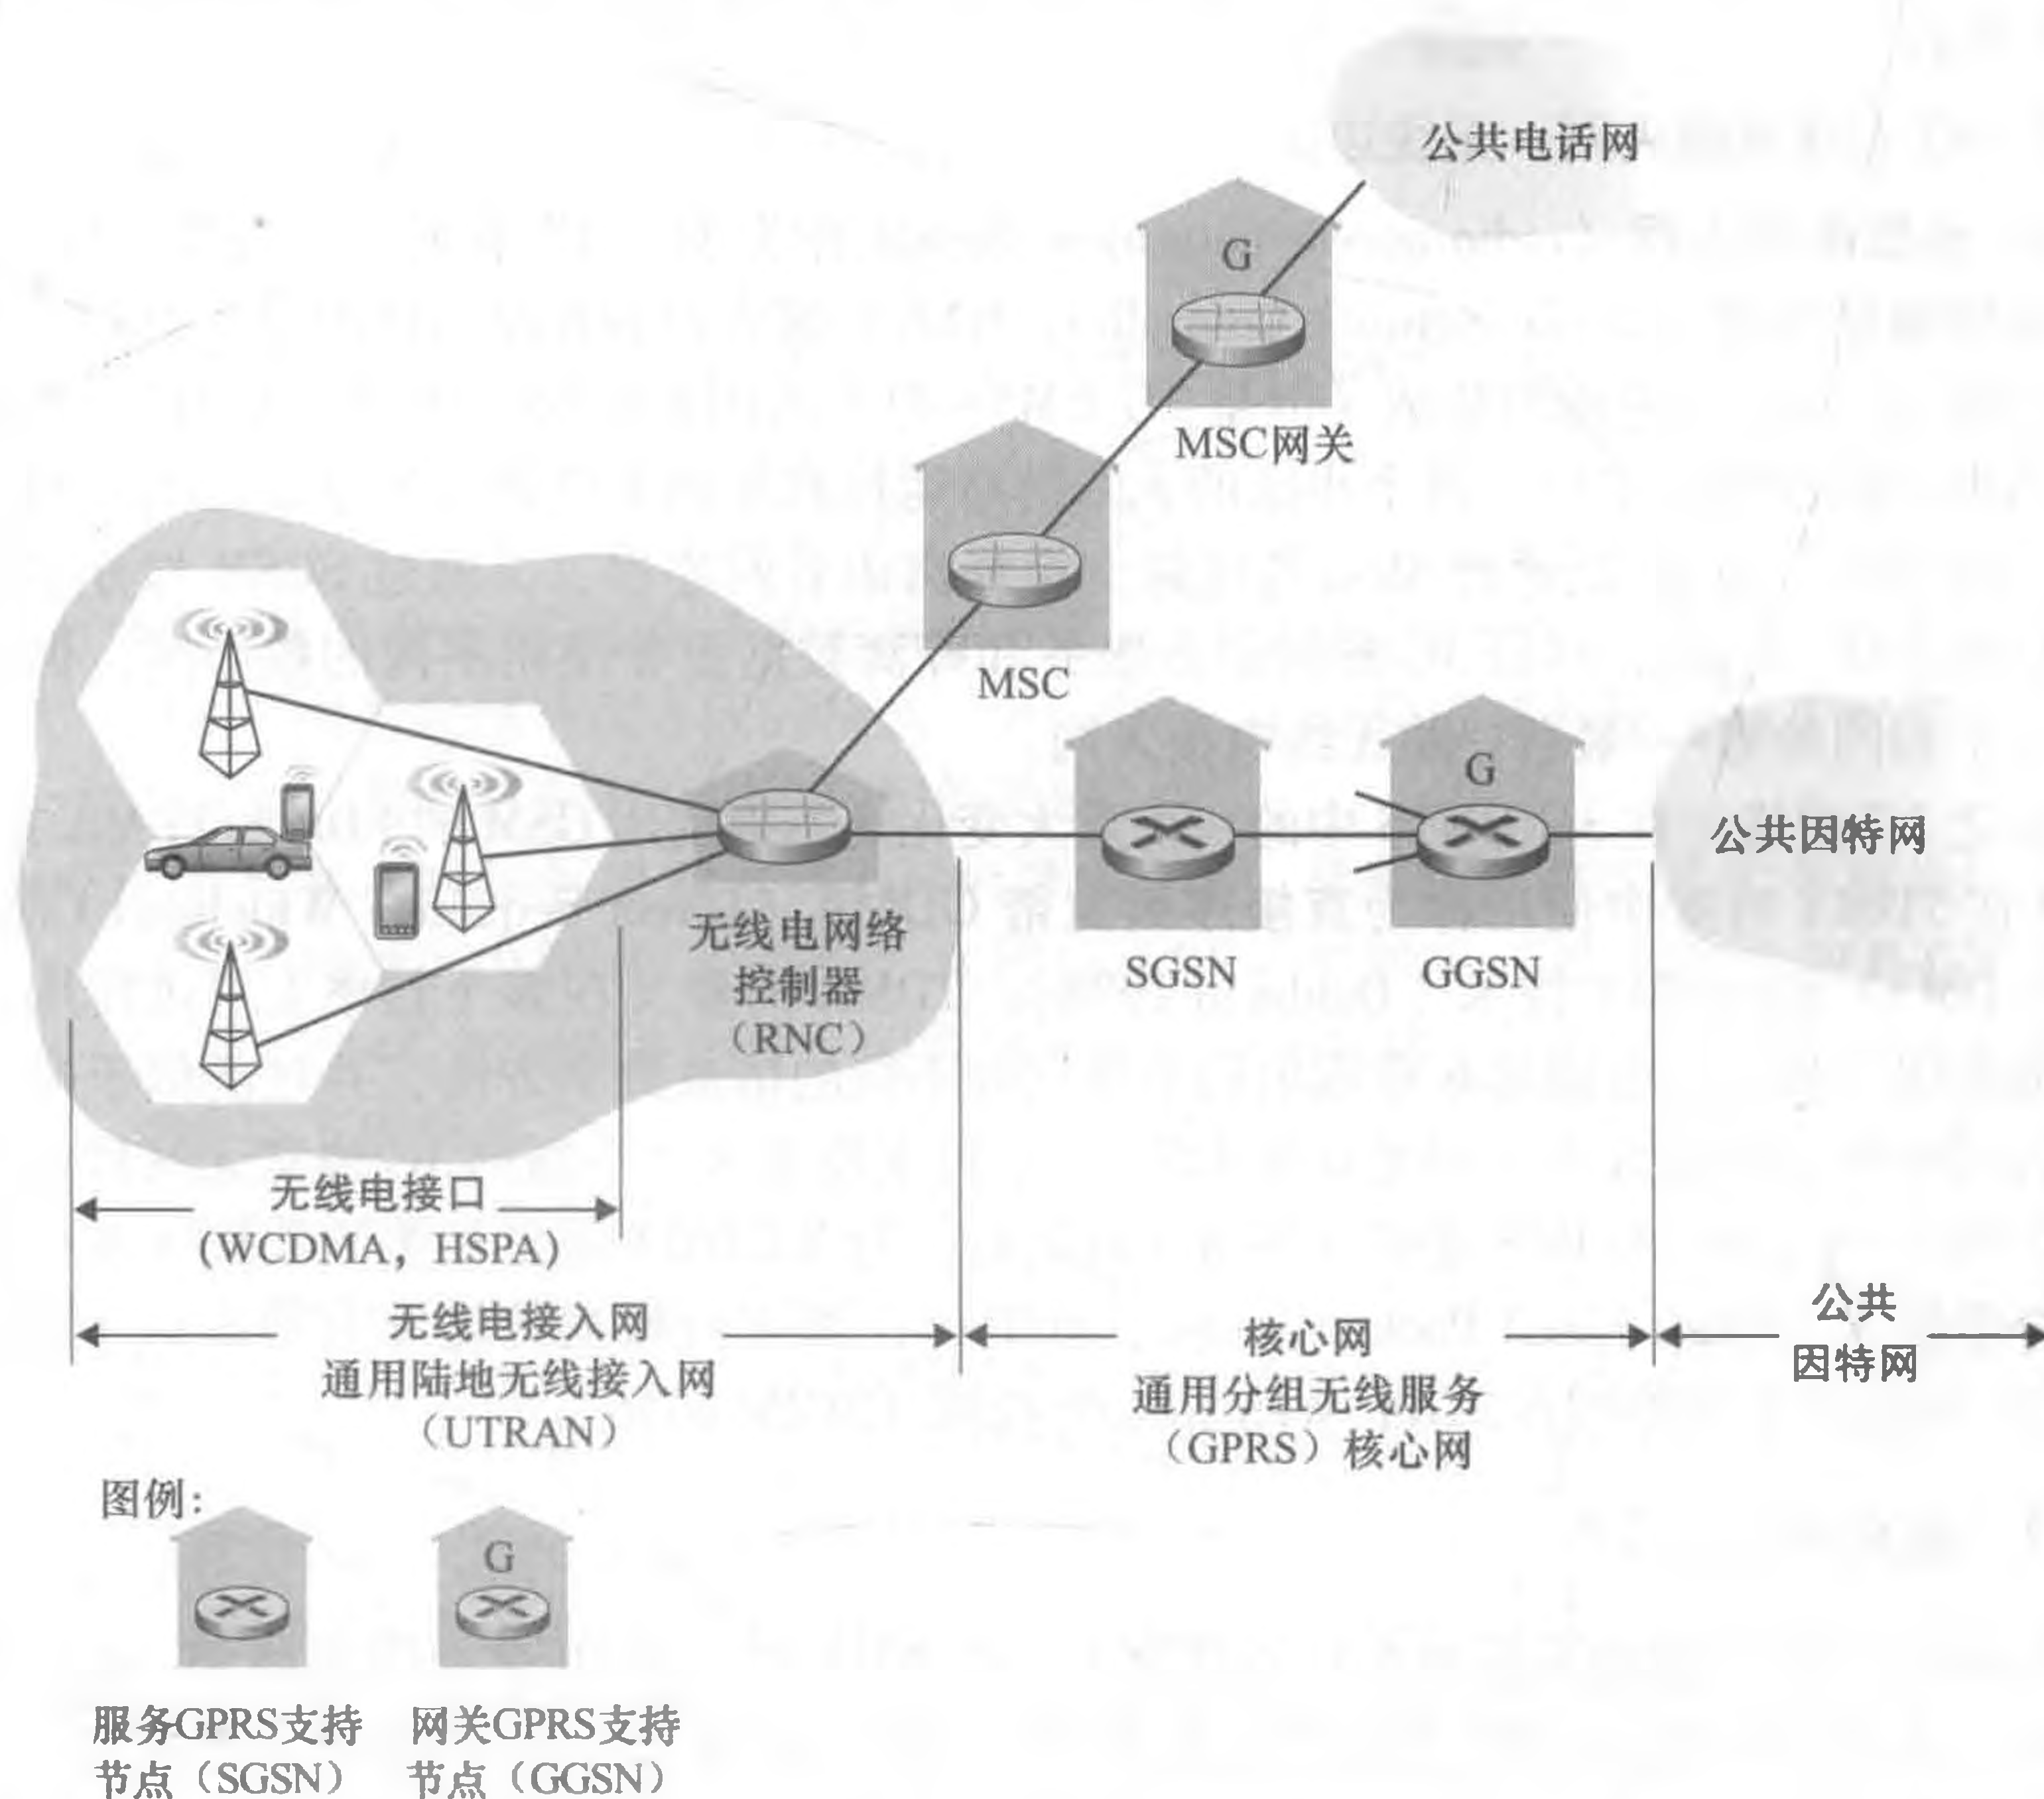 公共电话网
G
MSC网关
MSC
G
公共因特网
SGSN
GGSN
无线电网络
控制器
（RNC）
无线电接口
(WCDMA，HSPA)
无线电接入网
通用陆地无线接入网
（UTRAN）
核心网
通用分组无线服务
（GPRS）核心网
公共
因特网
图例：
G
服务GPRS支持
节点（SGSN）
网关GPRS支持
节点（GGSN）